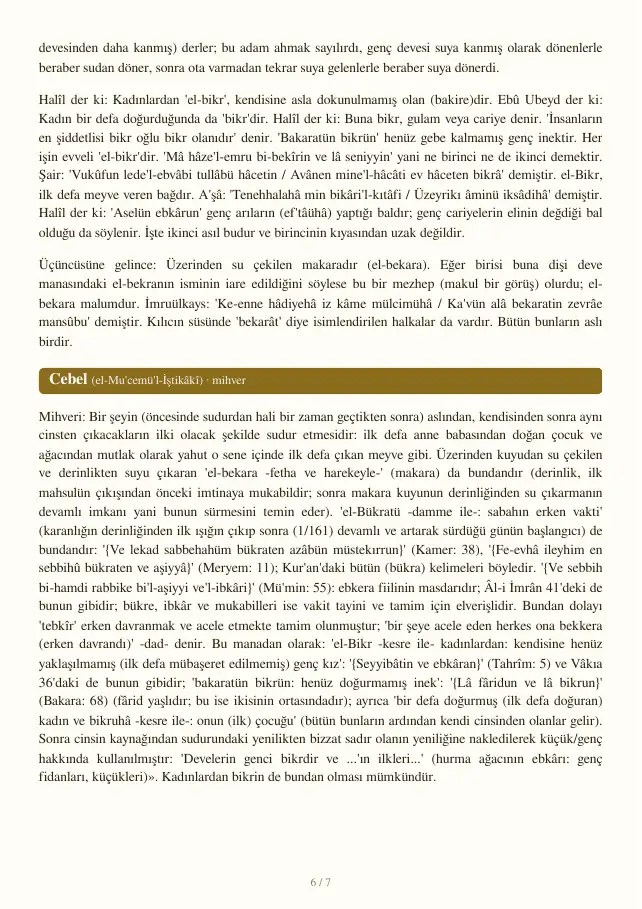 devesinden daha kanmış) derler; bu adam ahmak sayılırdı, genç devesi suya kanmış olarak dönenlerle
beraber sudan döner, sonra ota varmadan tekrar suya gelenlerle beraber suya dönerdi.
Halîl der ki: Kadınlardan 'el-bikr', kendisine asla dokunulmamış olan (bakire)dir. Ebû Ubeyd der ki:
Kadın bir defa doğurduğunda da 'bikr'dir. Halîl der ki: Buna bikr, gulam veya cariye denir. 'İnsanların
en şiddetlisi bikr oğlu bikr olanıdır' denir. 'Bakaratün bikrün' henüz gebe kalmamış genç inektir. Her
işin evveli 'el-bikr'dir. 'Mâ hâze'l-emru bi-bekîrin ve lâ seniyyin' yani ne birinci ne de ikinci demektir.
Şair: 'Vukûfun lede'l-ebvâbi tullâbü hâcetin / Avânen mine'l-hâcâti ev hâceten bikrâ' demiştir. el-Bikr,
ilk defa meyve veren bağdır. A'şâ: 'Tenehhalahâ min bikâri'l-kıtâfi / Üzeyrikı âminü iksâdihâ' demiştir.
Halîl der ki: 'Aselün ebkârun' genç arıların (ef'tâühâ) yaptığı baldır; genç cariyelerin elinin değdiği bal
olduğu da söylenir. İşte ikinci asıl budur ve birincinin kıyasından uzak değildir.
Üçüncüsüne gelince: Üzerinden su çekilen makaradır (el-bekara). Eğer birisi buna dişi deve
manasındaki el-bekranın isminin iare edildiğini söylese bu bir mezhep (makul bir görüş) olurdu; el-
bekara malumdur. İmruülkays: 'Ke-enne hâdiyehâ iz kâme mülcimühâ / Ka'vün alâ bekaratin zevrâe
mansûbu' demiştir. Kılıcın süsünde 'bekarât' diye isimlendirilen halkalar da vardır. Bütün bunların aslı
birdir.
Cebel (el-Mu'cemü'l-İştikâkî) · mihver
Mihveri: Bir şeyin (öncesinde sudurdan hali bir zaman geçtikten sonra) aslından, kendisinden sonra aynı
cinsten çıkacakların ilki olacak şekilde sudur etmesidir: ilk defa anne babasından doğan çocuk ve
ağacından mutlak olarak yahut o sene içinde ilk defa çıkan meyve gibi. Üzerinden kuyudan su çekilen
ve derinlikten suyu çıkaran 'el-bekara -fetha ve harekeyle-' (makara) da bundandır (derinlik, ilk
mahsulün çıkışından önceki imtinaya mukabildir; sonra makara kuyunun derinliğinden su çıkarmanın
devamlı imkanı yani bunun sürmesini temin eder). 'el-Bükratü -damme ile-: sabahın erken vakti'
(karanlığın derinliğinden ilk ışığın çıkıp sonra (1/161) devamlı ve artarak sürdüğü günün başlangıcı) de
bundandır: '{Ve lekad sabbehahüm bükraten azâbün müstekırrun}' (Kamer: 38), '{Fe-evhâ ileyhim en
sebbihû bükraten ve aşiyyâ}' (Meryem: 11); Kur'an'daki bütün (bükra) kelimeleri böyledir. '{Ve sebbih
bi-hamdi rabbike bi'l-aşiyyi ve'l-ibkâri}' (Mü'min: 55): ebkera fiilinin masdarıdır; Âl-i İmrân 41'deki de
bunun gibidir; bükre, ibkâr ve mukabilleri ise vakit tayini ve tamim için elverişlidir. Bundan dolayı
'tebkîr' erken davranmak ve acele etmekte tamim olunmuştur; 'bir şeye acele eden herkes ona bekkera
(erken davrandı)' -dad- denir. Bu manadan olarak: 'el-Bikr -kesre ile- kadınlardan: kendisine henüz
yaklaşılmamış (ilk defa mübaşeret edilmemiş) genç kız': '{Seyyibâtin ve ebkâran}' (Tahrîm: 5) ve Vâkıa
36'daki de bunun gibidir; 'bakaratün bikrün: henüz doğurmamış inek': '{Lâ fâridun ve lâ bikrun}'
(Bakara: 68) (fârid yaşlıdır; bu ise ikisinin ortasındadır); ayrıca 'bir defa doğurmuş (ilk defa doğuran)
kadın ve bikruhâ -kesre ile-: onun (ilk) çocuğu' (bütün bunların ardından kendi cinsinden olanlar gelir).
Sonra cinsin kaynağından sudurundaki yenilikten bizzat sadır olanın yeniliğine nakledilerek küçük/genç
hakkında kullanılmıştır: 'Develerin genci bikrdir ve ...'ın ilkleri...' (hurma ağacının ebkârı: genç
fidanları, küçükleri)». Kadınlardan bikrin de bundan olması mümkündür.
6 / 7